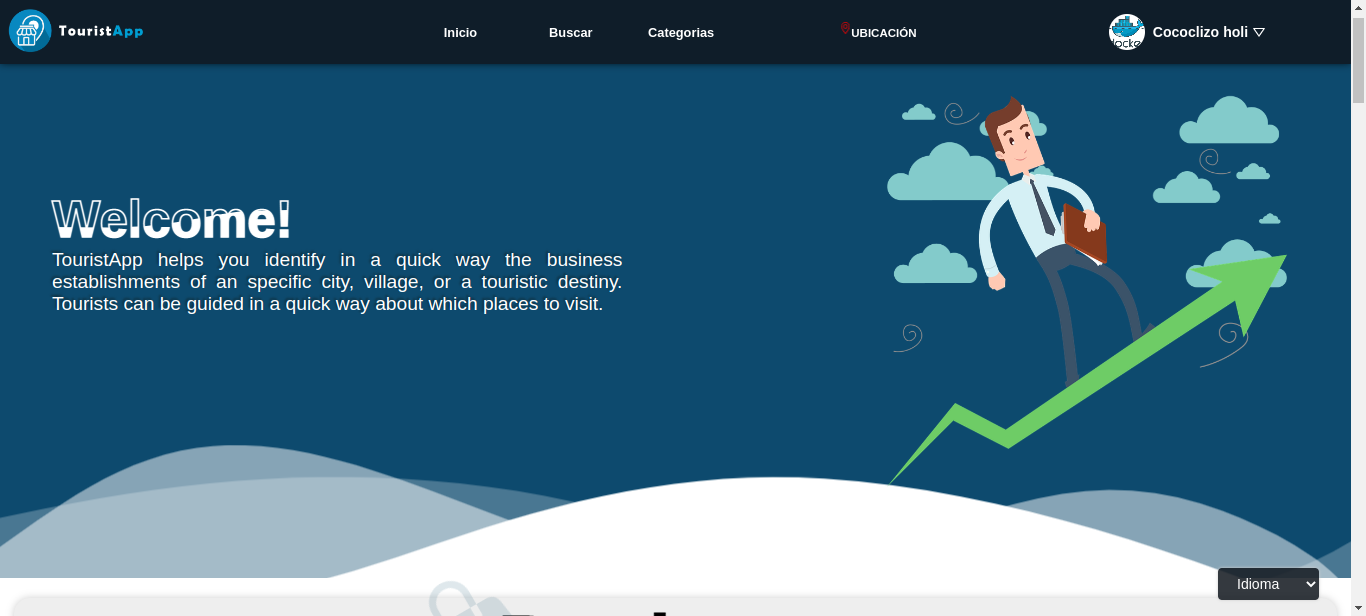 TouristApp
Inicio
Buscar
Categorias
UBICACIÓN
Cococlizo holi
Welcome!
TouristApp helps you identify in a quick way the business
establishments of an specific city, village, or a touristic destiny.
Tourists can be guided in a quick way about which places to visit.
Idioma